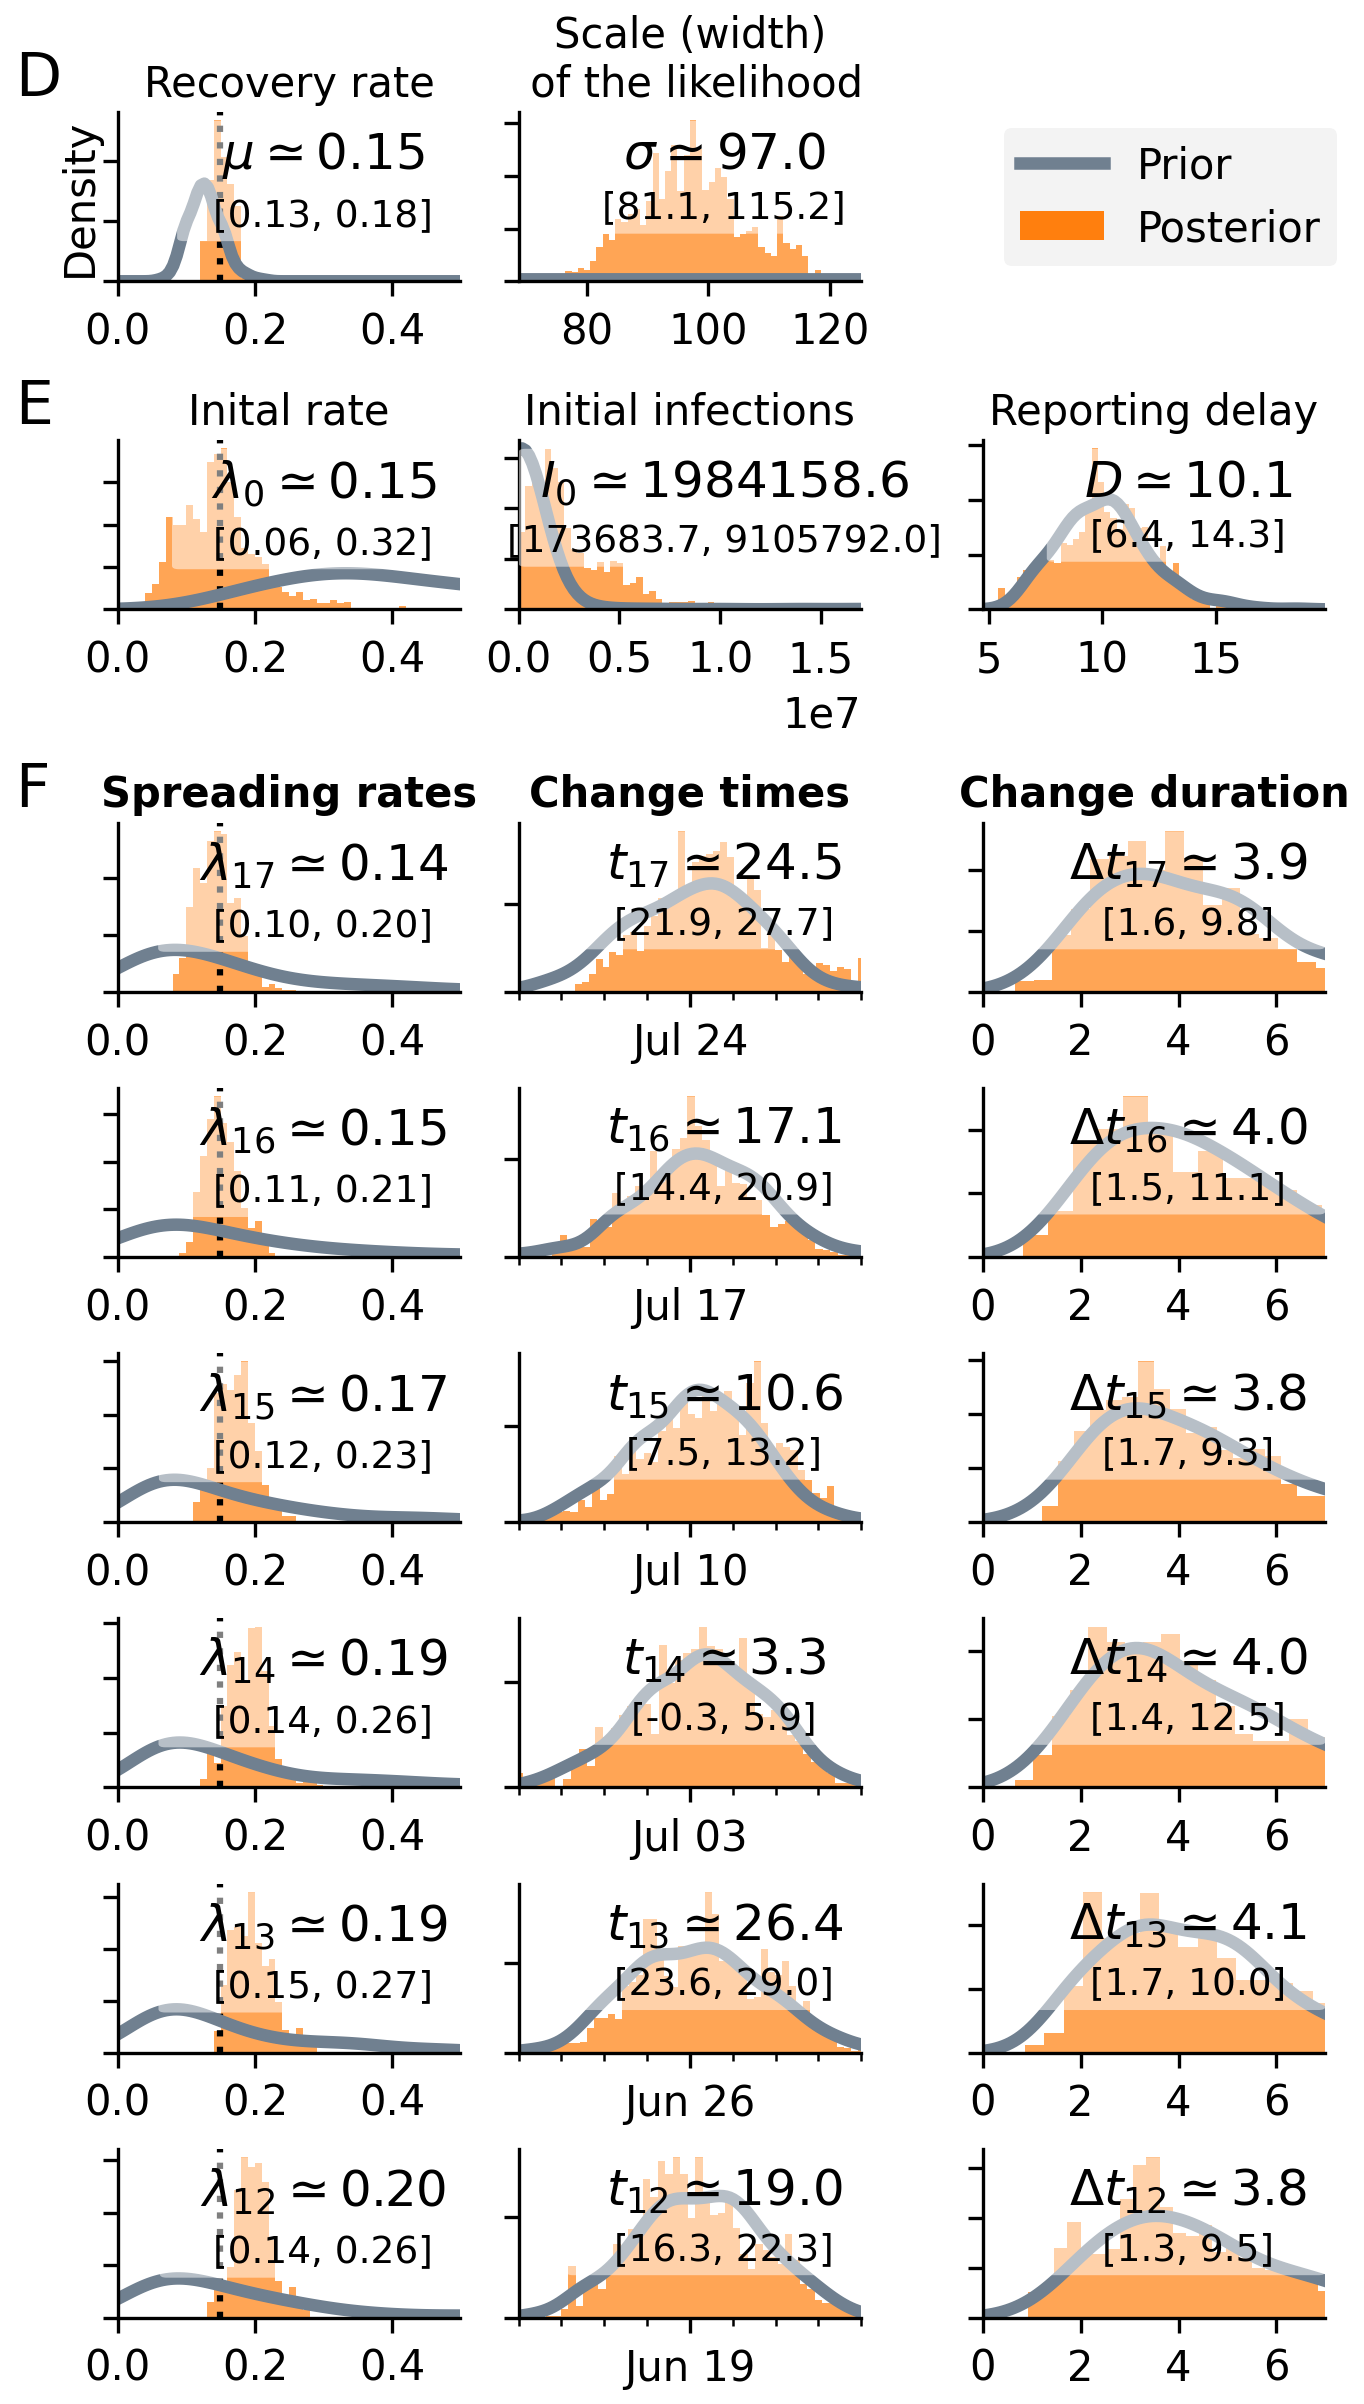 D
Recovery rate
Scale (width)
of the likelihood
Density
μ ≃ 0.15
[0.13, 0.18]
σ ≃ 97.0
[81.1, 115.2]
Prior
Posterior
0.0 0.2 0.4
80 100 120
E
Inital rate
Initial infections
Reporting delay
λ0 ≃ 0.15
[0.06, 0.32]
I0 ≃ 1984158.6
[173683.7, 9105792.0]
D ≃ 10.1
[6.4, 14.3]
0.0 0.2 0.4
0.0 0.5 1.0 1.5
1e7
5 10 15
F
Spreading rates
Change times
Change duration
λ17 ≃ 0.14
[0.10, 0.20]
t17 ≃ 24.5
[21.9, 27.7]
Δt17 ≃ 3.9
[1.6, 9.8]
0.0 0.2 0.4
Jul 24
0 2 4 6
λ16 ≃ 0.15
[0.11, 0.21]
t16 ≃ 17.1
[14.4, 20.9]
Δt16 ≃ 4.0
[1.5, 11.1]
0.0 0.2 0.4
Jul 17
0 2 4 6
λ15 ≃ 0.17
[0.12, 0.23]
t15 ≃ 10.6
[7.5, 13.2]
Δt15 ≃ 3.8
[1.7, 9.3]
0.0 0.2 0.4
Jul 10
0 2 4 6
λ14 ≃ 0.19
[0.14, 0.26]
t14 ≃ 3.3
[-0.3, 5.9]
Δt14 ≃ 4.0
[1.4, 12.5]
0.0 0.2 0.4
Jul 03
0 2 4 6
λ13 ≃ 0.19
[0.15, 0.27]
t13 ≃ 26.4
[23.6, 29.0]
Δt13 ≃ 4.1
[1.7, 10.0]
0.0 0.2 0.4
Jun 26
0 2 4 6
λ12 ≃ 0.20
[0.14, 0.26]
t12 ≃ 19.0
[16.3, 22.3]
Δt12 ≃ 3.8
[1.3, 9.5]
0.0 0.2 0.4
Jun 19
0 2 4 6